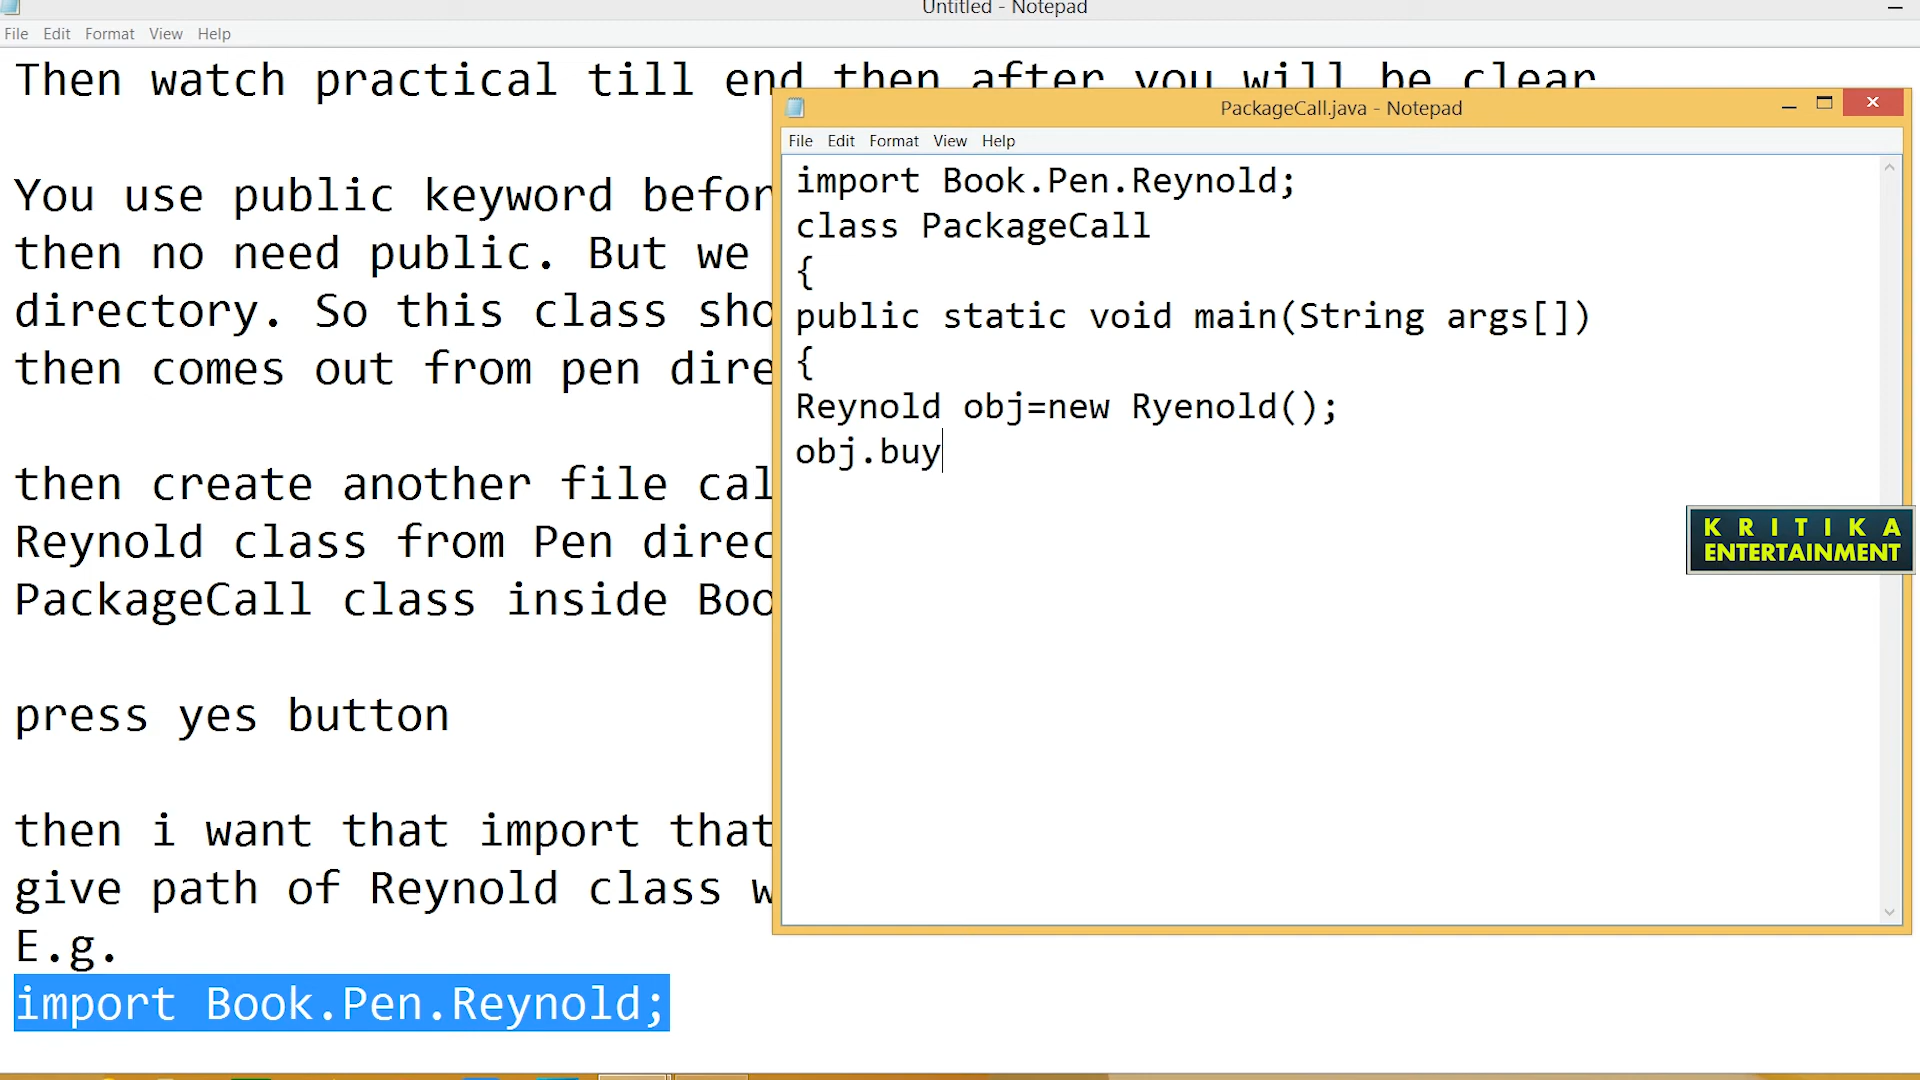 Untitled - Notepad
File Edit Format View Help
Then watch practical till end then after you will be clear
You use public keyword befor
then no need public. But we
directory. So this class sho
then comes out from pen dire
then create another file cal
Reynold class from Pen direc
PackageCall class inside Boo
press yes button
then i want that import that
give path of Reynold class w
E.g.
import Book.Pen.Reynold;
PackageCall.java - Notepad
File Edit Format View Help
import Book.Pen.Reynold;
class PackageCall
{
public static void main(String args[])
{
Reynold obj=new Ryenold();
obj.buy
KRITIKA
ENTERTAINMENT